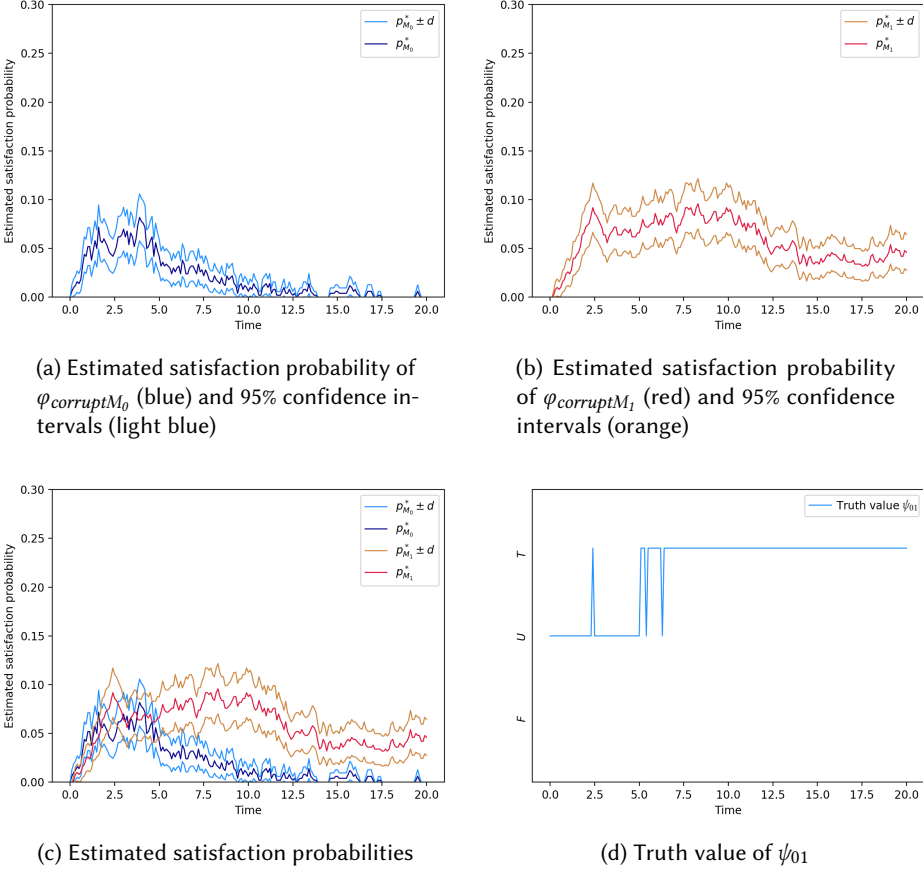 0.30
0.25
0.20
0.15
0.10
0.05
0.00
Estimated satisfaction probability
p*M₀ ± d
p*M₀
0.0 2.5 5.0 7.5 10.0 12.5 15.0 17.5 20.0
Time
0.30
0.25
0.20
0.15
0.10
0.05
0.00
Estimated satisfaction probability
p*M₁ ± d
p*M₁
0.0 2.5 5.0 7.5 10.0 12.5 15.0 17.5 20.0
Time
(a) Estimated satisfaction probability of
φcorruptM₀ (blue) and 95% confidence in-
tervals (light blue)
(b) Estimated satisfaction probability
of φcorruptM₁ (red) and 95% confidence
intervals (orange)
0.30
0.25
0.20
0.15
0.10
0.05
0.00
Estimated satisfaction probability
p*M₀ ± d
p*M₀
p*M₁ ± d
p*M₁
0.0 2.5 5.0 7.5 10.0 12.5 15.0 17.5 20.0
Time
T
U
F
Truth value ψ₀₁
0.0 2.5 5.0 7.5 10.0 12.5 15.0 17.5 20.0
Time
(c) Estimated satisfaction probabilities
(d) Truth value of ψ₀₁